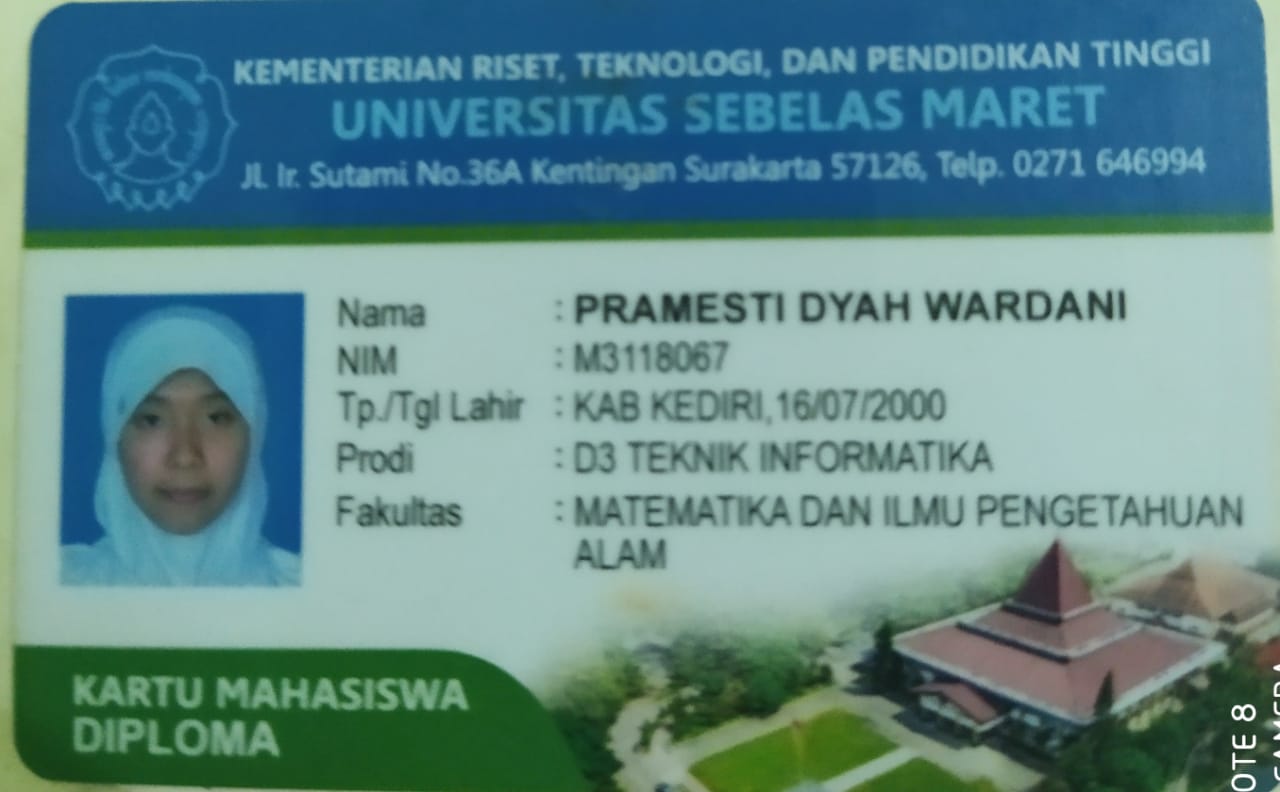 KEMENTERIAN RISET, TEKNOLOGI, DAN PENDIDIKAN TINGGI
UNIVERSITAS SEBELAS MARET
Jl. Ir. Sutami No.36A Kentingan Surakarta 57126, Telp. 0271 646994
Nama : PRAMESTI DYAH WARDANI
NIM : M3118067
Tp./Tgl Lahir : KAB KEDIRI,16/07/2000
Prodi : D3 TEKNIK INFORMATIKA
Fakultas : MATEMATIKA DAN ILMU PENGETAHUAN
ALAM
KARTU MAHASISWA
DIPLOMA
OTE 8